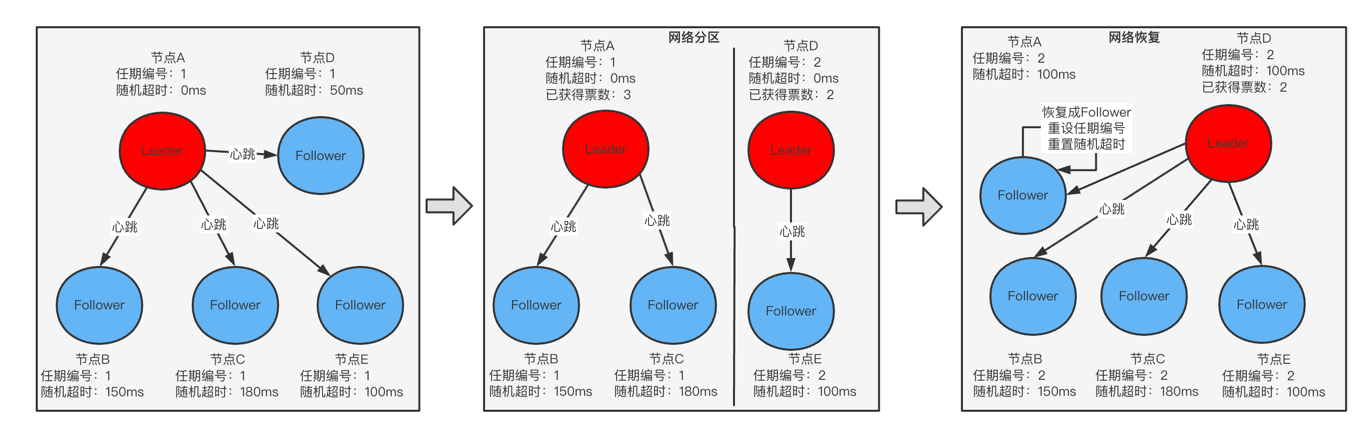 节点A
任期编号：1
随机超时：0ms
节点D
任期编号：1
随机超时：50ms
Leader
心跳
Follower
心跳
心跳
心跳
Follower
Follower
Follower
节点B
任期编号：1
随机超时：150ms
节点C
任期编号：1
随机超时：180ms
节点E
任期编号：1
随机超时：100ms
网络分区
节点A
任期编号：1
随机超时：0ms
已获得票数：3
节点D
任期编号：2
随机超时：0ms
已获得票数：2
Leader
Leader
心跳
心跳
心跳
Follower
Follower
Follower
节点B
任期编号：1
随机超时：150ms
节点C
任期编号：1
随机超时：180ms
节点E
任期编号：2
随机超时：100ms
网络恢复
节点A
任期编号：2
随机超时：100ms
节点D
任期编号：2
随机超时：100ms
已获得票数：2
恢复成Follower
重设任期编号
重置随机超时
Leader
Follower
心跳
心跳
心跳
Follower
Follower
Follower
节点B
任期编号：2
随机超时：150ms
节点C
任期编号：2
随机超时：180ms
节点E
任期编号：2
随机超时：100ms